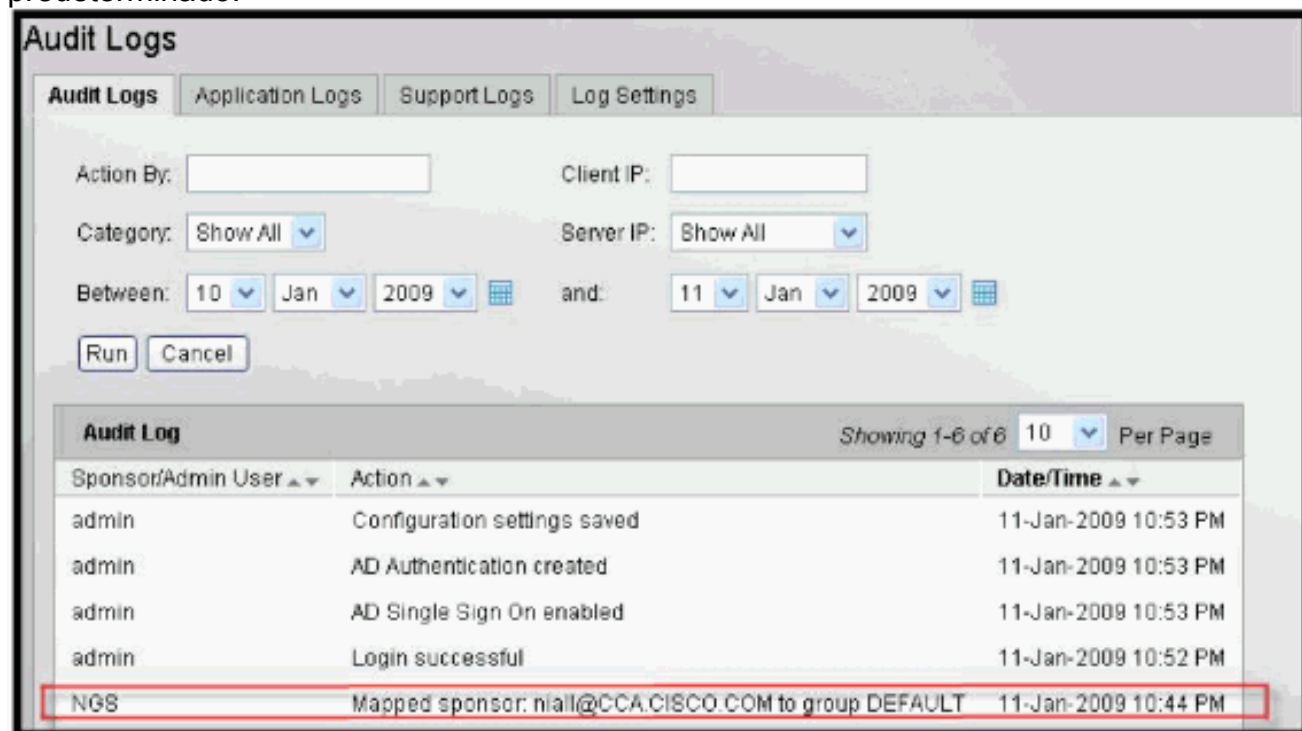 predeterminado.
Audit Logs
Audit Logs Application Logs Support Logs Log Settings
Action By: Client IP:
Category: Show All Server IP: Show All
Between: 10 Jan 2009 and: 11 Jan 2009
Run Cancel
Audit Log Showing 1-6 of 6 10 Per Page
Sponsor/Admin User Action Date/Time
admin Configuration settings saved 11-Jan-2009 10:53 PM
admin AD Authentication created 11-Jan-2009 10:53 PM
admin AD Single Sign On enabled 11-Jan-2009 10:53 PM
admin Login successful 11-Jan-2009 10:52 PM
NGS Mapped sponsor: niall@CCA.CISCO.COM to group DEFAULT 11-Jan-2009 10:44 PM